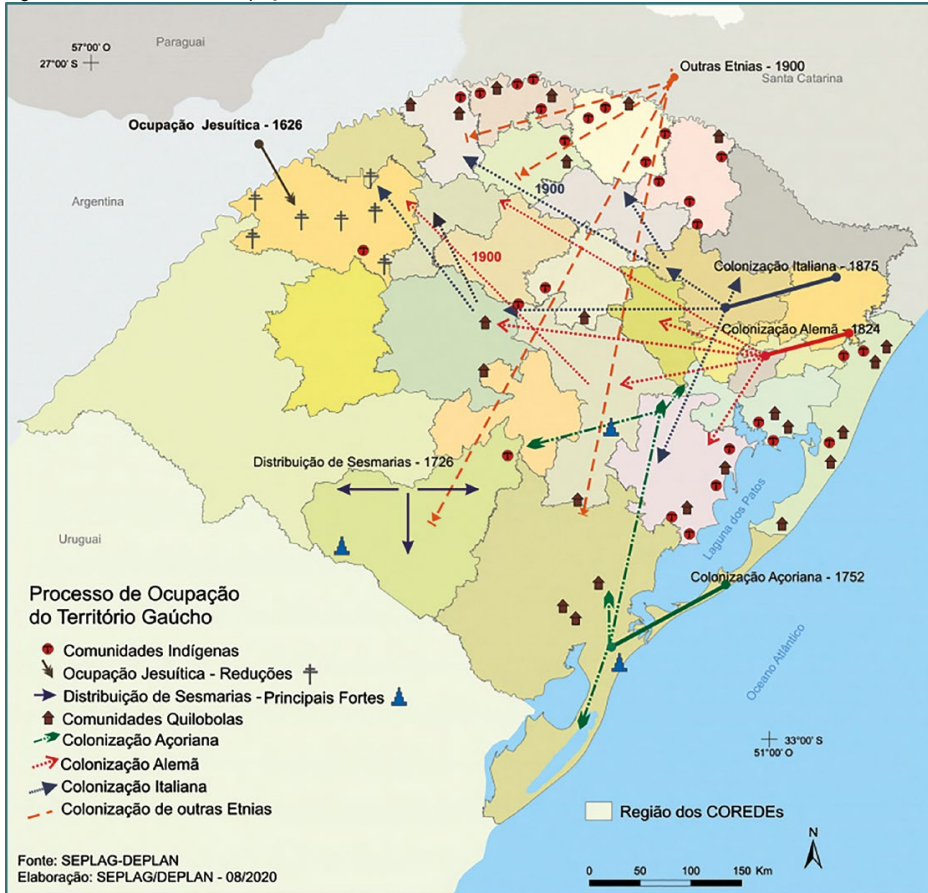 Paraguai
57°00' O
27°00' S
Outras Etnias - 1900
Santa Catarina
Ocupação Jesuítica - 1626
Argentina
1900
1900
Colonização Italiana - 1875
Colonização Alemã - 1824
Distribuição de Sesmarias - 1726
Uruguai
Laguna dos Patos
Colonização Açoriana - 1752
Oceano Atlântico
Processo de Ocupação
do Território Gaúcho
Comunidades Indígenas
Ocupação Jesuítica - Reduções
Distribuição de Sesmarias - Principais Fortes
Comunidades Quilobolas
Colonização Açoriana
Colonização Alemã
Colonização Italiana
Colonização de outras Etnias
33°00' S
51°00' O
Região dos COREDEs
N
Fonte: SEPLAG-DEPLAN
Elaboração: SEPLAG/DEPLAN - 08/2020
0 50 100 150 Km